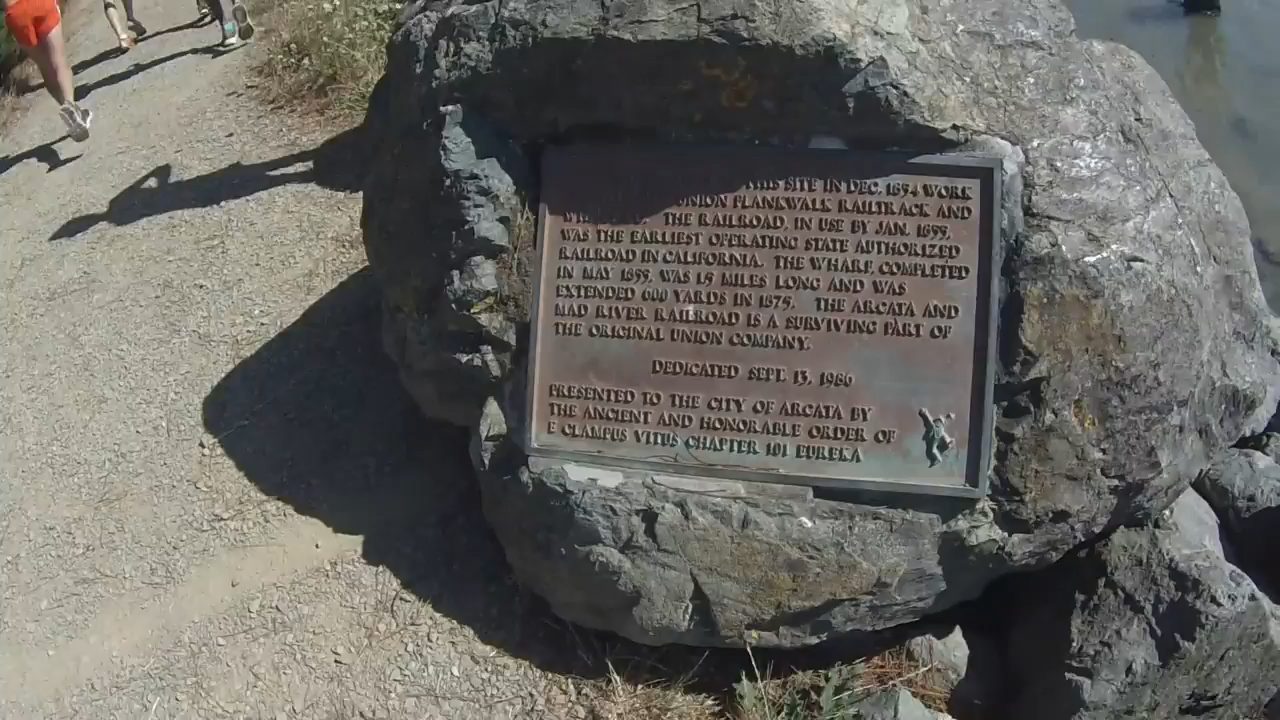 THIS SITE IN DEC. 1854 WORK
UNION PLANKWALK RAILTRACK AND
THE RAILROAD, IN USE BY JAN. 1855,
WAS THE EARLIEST OPERATING STATE AUTHORIZED
RAILROAD IN CALIFORNIA. THE WHARF, COMPLETED
IN MAY 1855, WAS 1.5 MILES LONG AND WAS
EXTENDED 600 YARDS IN 1875. THE ARCATA AND
MAD RIVER RAILROAD IS A SURVIVING PART OF
THE ORIGINAL UNION COMPANY.
DEDICATED SEPT. 13, 1980
PRESENTED TO THE CITY OF ARCATA BY
THE ANCIENT AND HONORABLE ORDER OF
E CLAMPUS VITUS CHAPTER 101 EUREKA